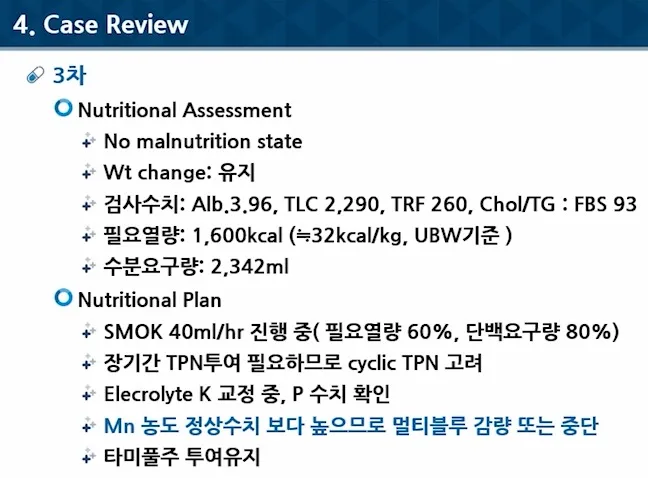 4. Case Review
3차
Nutritional Assessment
No malnutrition state
Wt change: 유지
검사수치: Alb.3.96, TLC 2,290, TRF 260, Chol/TG : FBS 93
필요열량: 1,600kcal (≒32kcal/kg, UBW기준 )
수분요구량: 2,342ml
Nutritional Plan
SMOK 40ml/hr 진행 중( 필요열량 60%, 단백요구량 80%)
장기간 TPN투여 필요하므로 cyclic TPN 고려
Elecrolyte K 교정 중, P 수치 확인
Mn 농도 정상수치 보다 높으므로 멀티블루 감량 또는 중단
타미풀주 투여유지